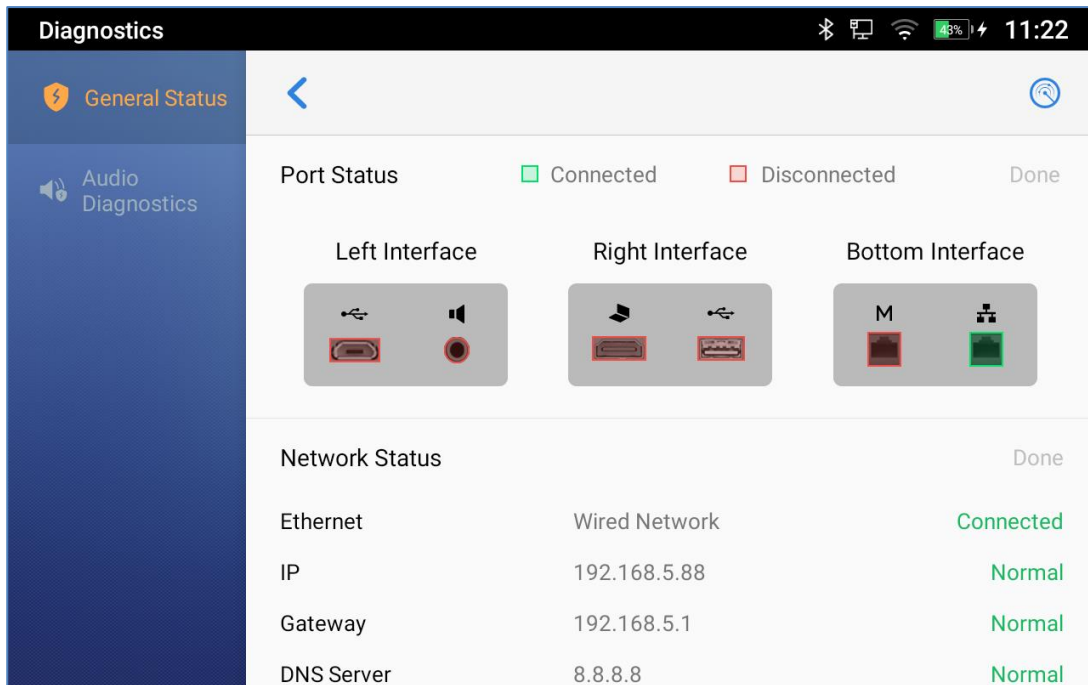 Diagnostics 43% 11:22
General Status
Audio
Diagnostics
Port Status Connected Disconnected Done
Left Interface Right Interface Bottom Interface
M
Network Status Done
Ethernet Wired Network Connected
IP 192.168.5.88 Normal
Gateway 192.168.5.1 Normal
DNS Server 8.8.8.8 Normal